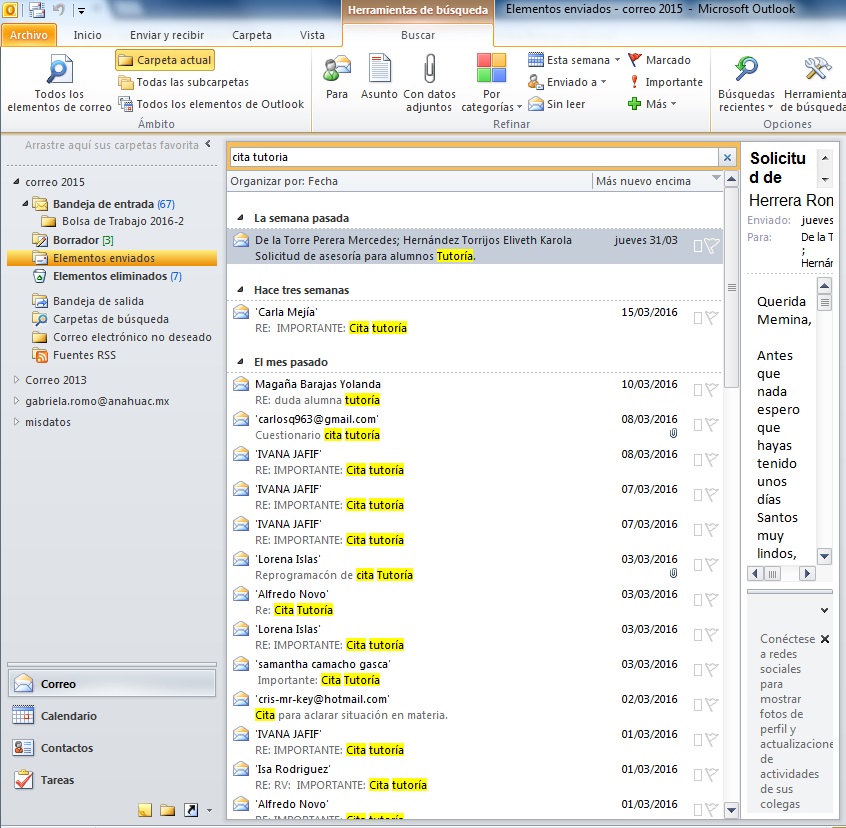 Herramientas de búsqueda
Elementos enviados - correo 2015 - Microsoft Outlook
Archivo
Inicio
Enviar y recibir
Carpeta
Vista
Buscar
Todos los
elementos de correo
Carpeta actual
Todas las subcarpetas
Todos los elementos de Outlook
Ámbito
Para
Asunto
Con datos
adjuntos
Por
categorías
Esta semana
Enviado a
Sin leer
Marcado
Importante
Más
Refinar
Búsquedas
recientes
Herramienta
de búsqueda
Opciones
Arrastre aquí sus carpetas favorita
correo 2015
Bandeja de entrada (67)
Bolsa de Trabajo 2016-2
Borrador [3]
Elementos enviados
Elementos eliminados (7)
Bandeja de salida
Carpetas de búsqueda
Correo electrónico no deseado
Fuentes RSS
Correo 2013
gabriela.romo@anahuac.mx
misdatos
Correo
Calendario
Contactos
Tareas
cita tutoria
Organizar por: Fecha
Más nuevo encima
La semana pasada
De la Torre Perera Mercedes; Hernández Torrijos Eliveth Karola
jueves 31/03
Solicitud de asesoría para alumnos Tutoría.
Hace tres semanas
'Carla Mejía'
15/03/2016
RE: IMPORTANTE: Cita tutoría
El mes pasado
Magaña Barajas Yolanda
10/03/2016
RE: duda alumna tutoría
'carlosq963@gmail.com'
08/03/2016
Cuestionario cita tutoría
'IVANA JAFIF'
08/03/2016
RE: IMPORTANTE: Cita tutoría
'IVANA JAFIF'
07/03/2016
RE: IMPORTANTE: Cita tutoría
'IVANA JAFIF'
07/03/2016
RE: IMPORTANTE: Cita tutoría
'Lorena Islas'
03/03/2016
Reprogramacón de cita Tutoría
'Alfredo Novo'
03/03/2016
Re: Cita Tutoría
'Lorena Islas'
03/03/2016
RE: IMPORTANTE: Cita tutoría
'samantha camacho gasca'
03/03/2016
Importante: Cita Tutoría
'cris-mr-key@hotmail.com'
02/03/2016
Cita para aclarar situación en materia.
'IVANA JAFIF'
01/03/2016
RE: IMPORTANTE: Cita tutoría
'Isa Rodriguez'
01/03/2016
RE: RV: IMPORTANTE: Cita tutoría
'Alfredo Novo'
01/03/2016
RE: IMPORTANTE: Cita tutoría
Solicitu
d de
Herrera Ron
Enviado:
jueves
Para:
De la T
;
Hernár
Querida
Memina,
Antes
que
nada
espero
que
hayas
tenido
unos
días
Santos
muy
lindos,
Conéctese
a redes
sociales
para
mostrar
fotos de
perfil y
actualizacione
de
actividades
de sus
colegas